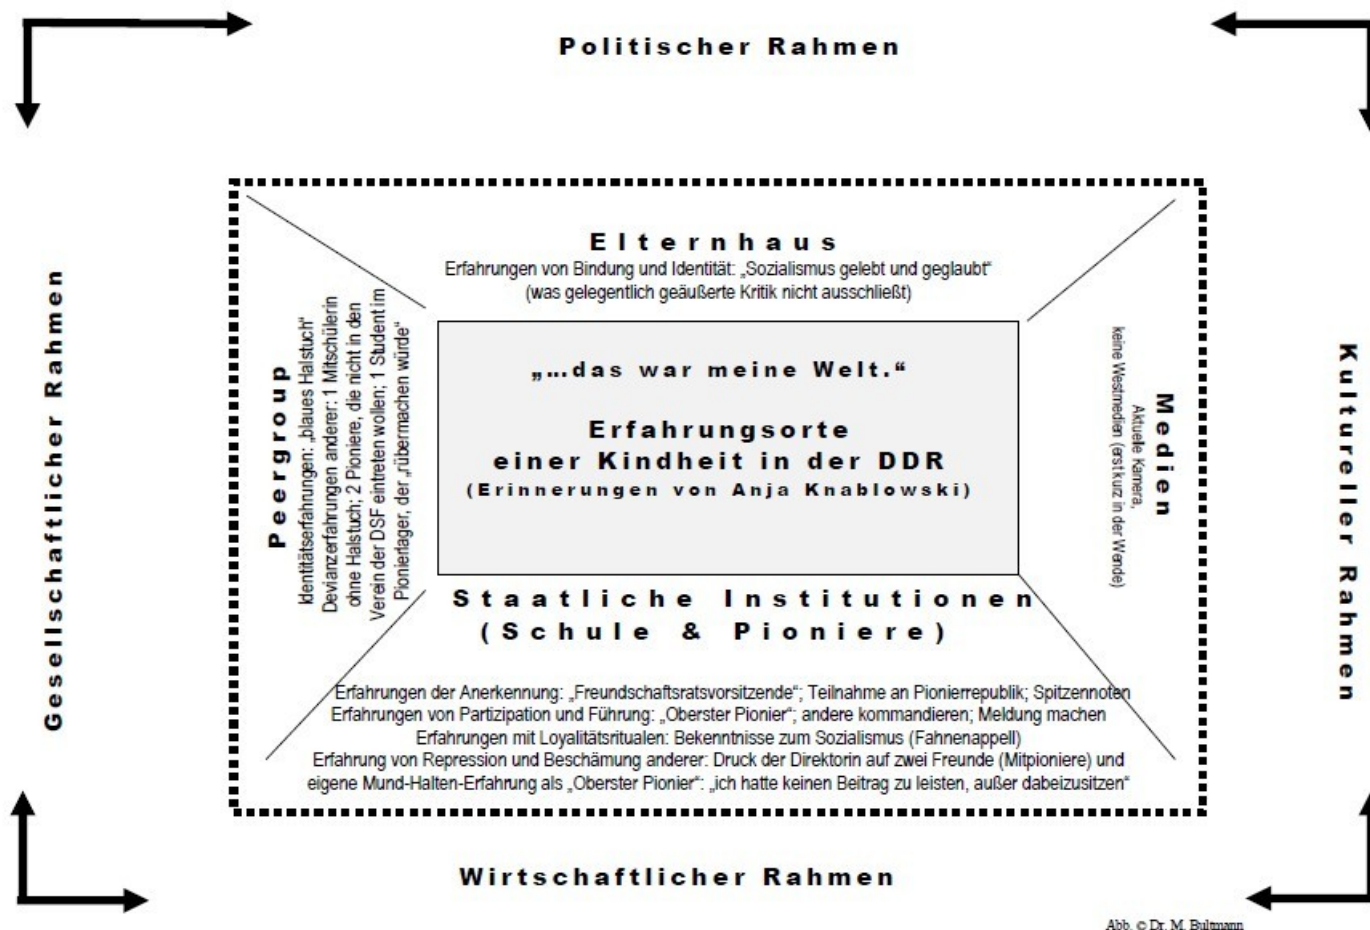 Politischer Rahmen
Gesellschaftlicher Rahmen
Elternhaus
Erfahrungen von Bindung und Identität: „Sozialismus gelebt und geglaubt“
(was gelegentlich geäußerte Kritik nicht ausschließt)
Peergroup
Identitätserfahrungen: „blaues Halstuch“
Devianzerfahrungen anderer: 1 Mitschülerin
ohne Halstuch; 2 Pioniere, die nicht in den
Verein der DSF eintreten wollen; 1 Student im
Pionierlager, der „rübermachen würde“
„...das war meine Welt.“
Erfahrungsorte
einer Kindheit in der DDR
(Erinnerungen von Anja Knablowski)
Medien
Aktuelle Kamera,
keine Westmedien (erst kurz in der Wende)
Kultureller Rahmen
Staatliche Institutionen
(Schule & Pioniere)
Erfahrungen der Anerkennung: „Freundschaftsratsvorsitzende“; Teilnahme an Pionierrepublik; Spitzennoten
Erfahrungen von Partizipation und Führung: „Oberster Pionier“; andere kommandieren; Meldung machen
Erfahrungen mit Loyalitätsritualen: Bekenntnisse zum Sozialismus (Fahnenappell)
Erfahrung von Repression und Beschämung anderer: Druck der Direktorin auf zwei Freunde (Mitpioniere) und
eigene Mund-Halten-Erfahrung als „Oberster Pionier“: „ich hatte keinen Beitrag zu leisten, außer dabeizusitzen“
Wirtschaftlicher Rahmen
Abb. © Dr. M. Bultmann